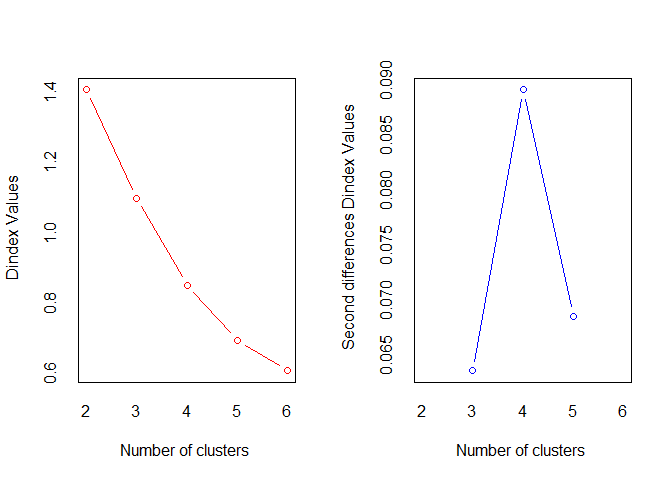 Dindex Values
1.4
1.2
1.0
0.8
0.6
2 3 4 5 6
Number of clusters
Second differences Dindex Values
0.090
0.085
0.080
0.075
0.070
0.065
2 3 4 5 6
Number of clusters